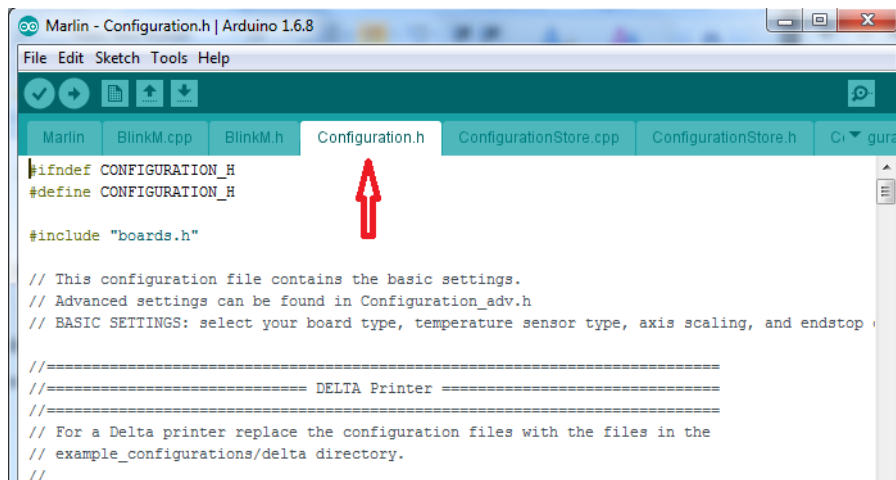 Marlin - Configuration.h | Arduino 1.6.8
File Edit Sketch Tools Help
Marlin BlinkM.cpp BlinkM.h Configuration.h ConfigurationStore.cpp ConfigurationStore.h
#ifndef CONFIGURATION_H
#define CONFIGURATION_H
#include "boards.h"
// This configuration file contains the basic settings.
// Advanced settings can be found in Configuration_adv.h
// BASIC SETTINGS: select your board type, temperature sensor type, axis scaling, and endstop
//===========================================================================
//============================= DELTA Printer ===============================
//===========================================================================
// For a Delta printer replace the configuration files with the files in the
// example_configurations/delta directory.
//